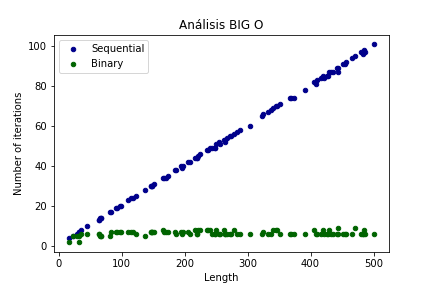 Análisis BIG O
Sequential
Binary
100
80
60
40
20
0
Number of iterations
0 100 200 300 400 500
Length